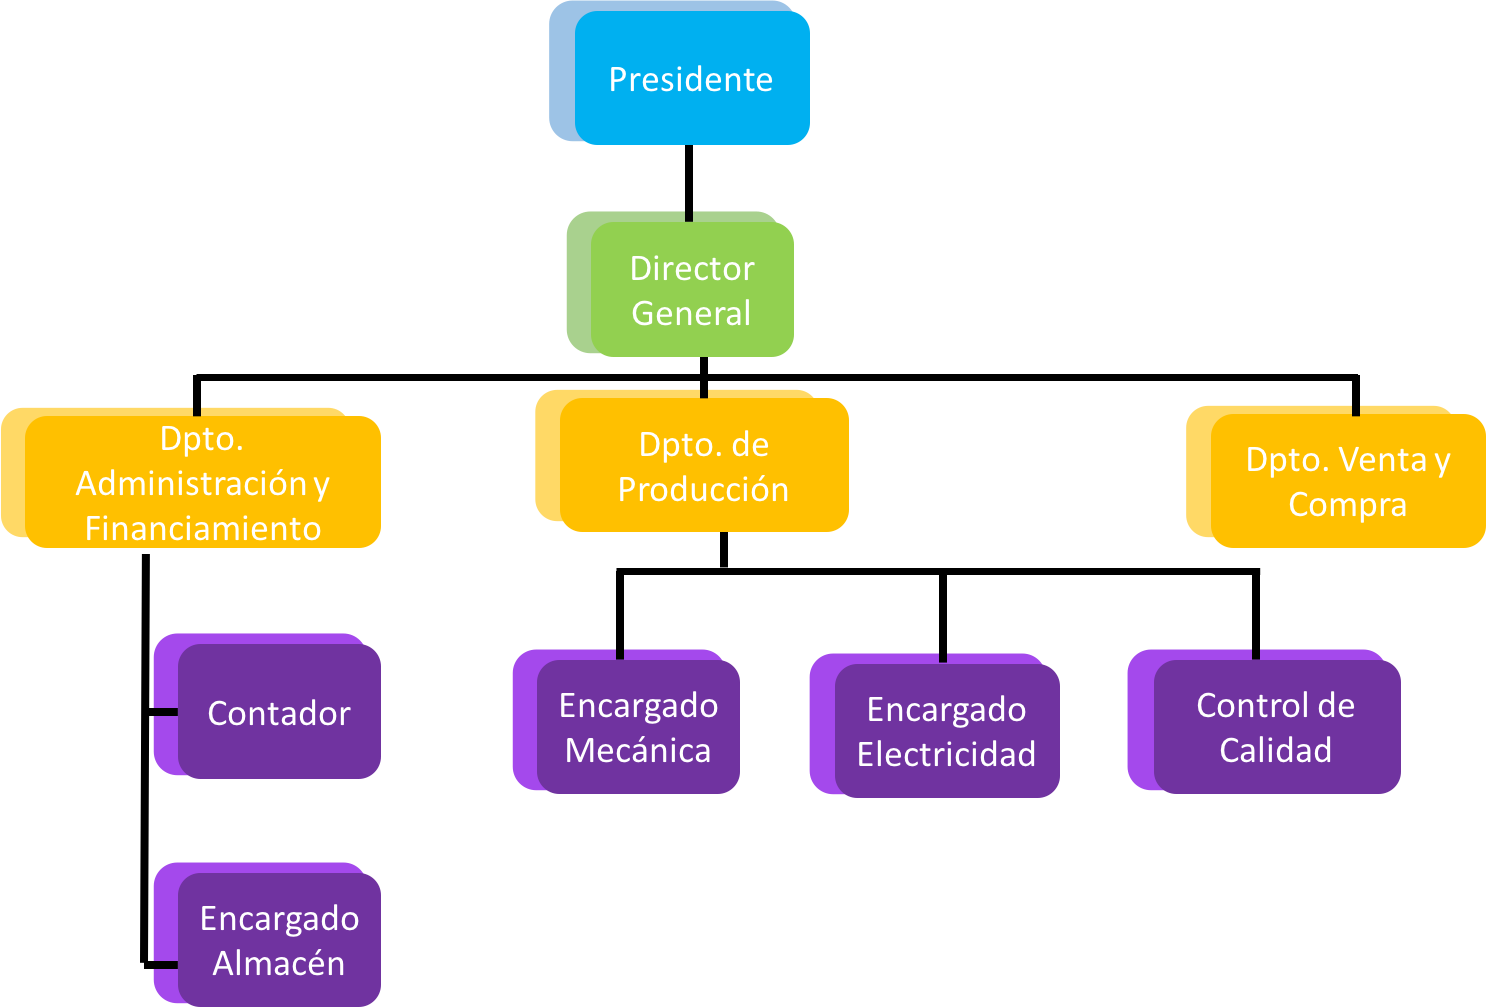 Presidente
Director
General
Dpto.
Administración y
Financiamiento
Dpto. de
Producción
Dpto. Venta y
Compra
Contador
Encargado
Almacén
Encargado
Mecánica
Encargado
Electricidad
Control de
Calidad